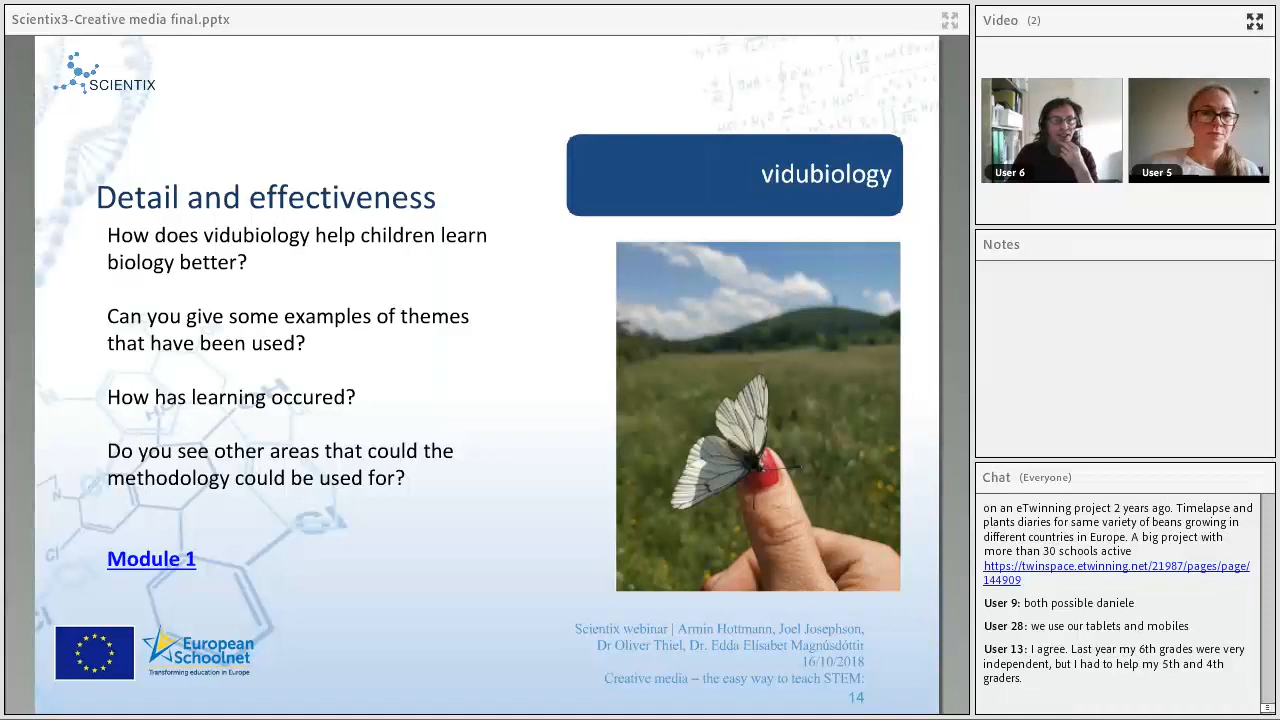 Scientix3-Creative media final.pptx
SCIENTIX
vidubiology
Detail and effectiveness
How does vidubiology help children learn
biology better?
Can you give some examples of themes
that have been used?
How has learning occured?
Do you see other areas that could the
methodology could be used for?
Module 1
European
Schoolnet
Transforming education in Europe
Scientix webinar | Armin Hottmann, Joel Josephson,
Dr Oliver Thiel, Dr. Edda Elísabet Magnúsdóttir
16/10/2018
Creative media – the easy way to teach STEM:
14
Video (2)
User 6
User 5
Notes
Chat (Everyone)
on an eTwinning project 2 years ago. Timelapse and
plants diaries for same variety of beans growing in
different countries in Europe. A big project with
more than 30 schools active
https://twinspace.etwinning.net/21987/pages/page/
144909
User 9: both possible daniele
User 28: we use our tablets and mobiles
User 13: I agree. Last year my 6th grades were very
independent, but I had to help my 5th and 4th
graders.